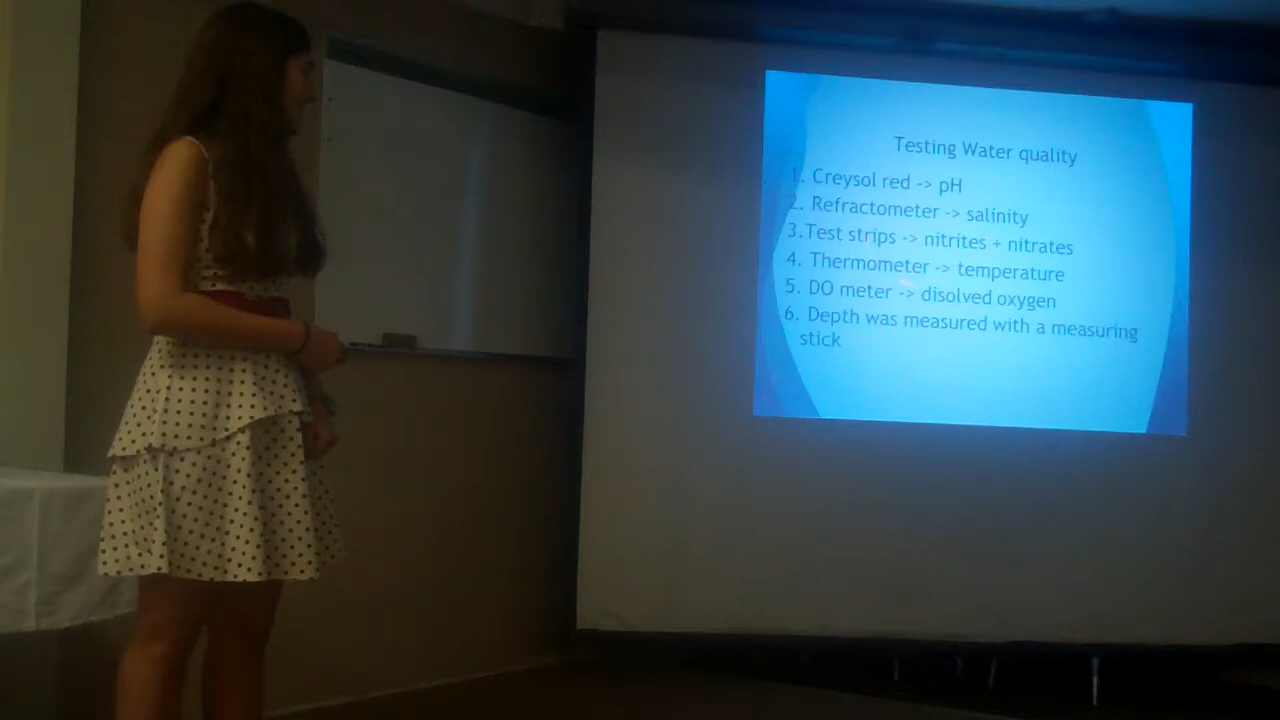 Testing Water quality
1. Creysol red -> pH
2. Refractometer -> salinity
3.Test strips -> nitrites + nitrates
4. Thermometer -> temperature
5. DO meter -> disolved oxygen
6. Depth was measured with a measuring
stick